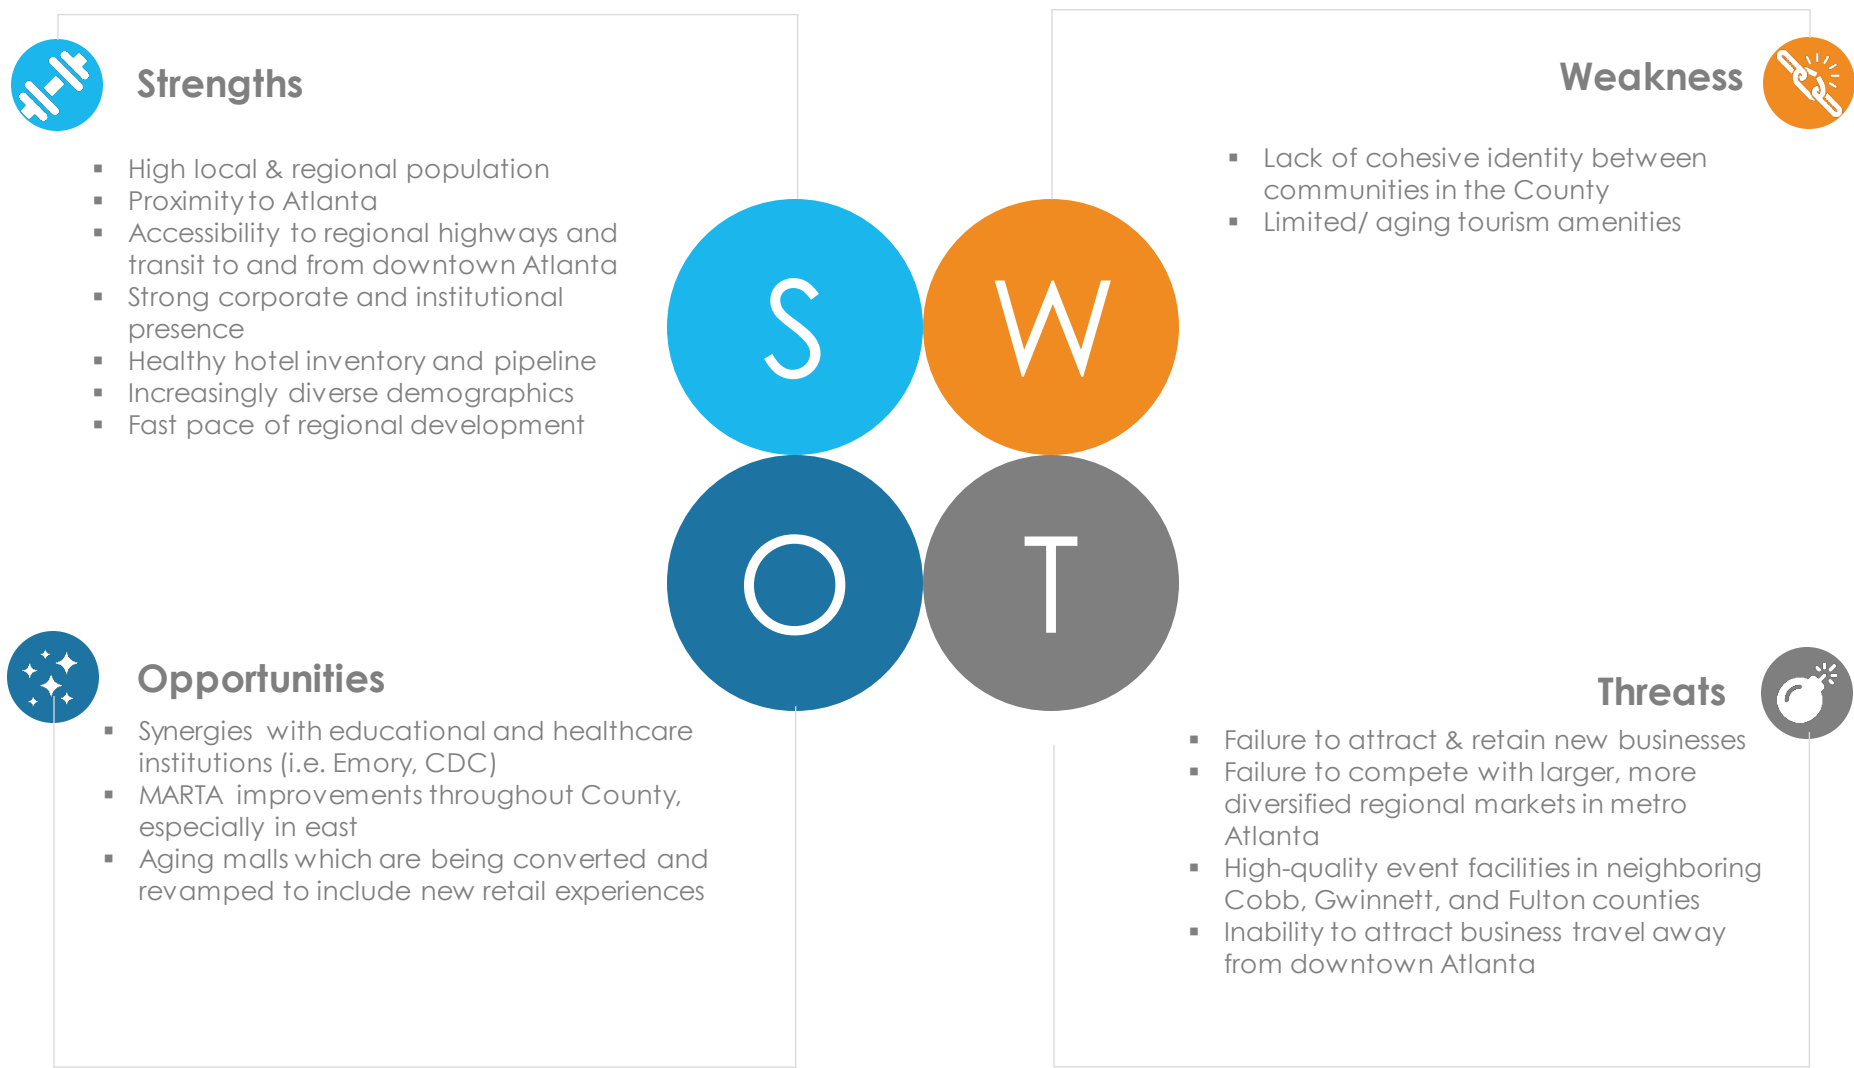 Strengths
▪ High local & regional population
▪ Proximity to Atlanta
▪ Accessibility to regional highways and
transit to and from downtown Atlanta
▪ Strong corporate and institutional
presence
▪ Healthy hotel inventory and pipeline
▪ Increasingly diverse demographics
▪ Fast pace of regional development
Weakness
▪ Lack of cohesive identity between
communities in the County
▪ Limited/ aging tourism amenities
S
W
O
T
Opportunities
▪ Synergies with educational and healthcare
institutions (i.e. Emory, CDC)
▪ MARTA improvements throughout County,
especially in east
▪ Aging malls which are being converted and
revamped to include new retail experiences
Threats
▪ Failure to attract & retain new businesses
▪ Failure to compete with larger, more
diversified regional markets in metro
Atlanta
▪ High-quality event facilities in neighboring
Cobb, Gwinnett, and Fulton counties
▪ Inability to attract business travel away
from downtown Atlanta